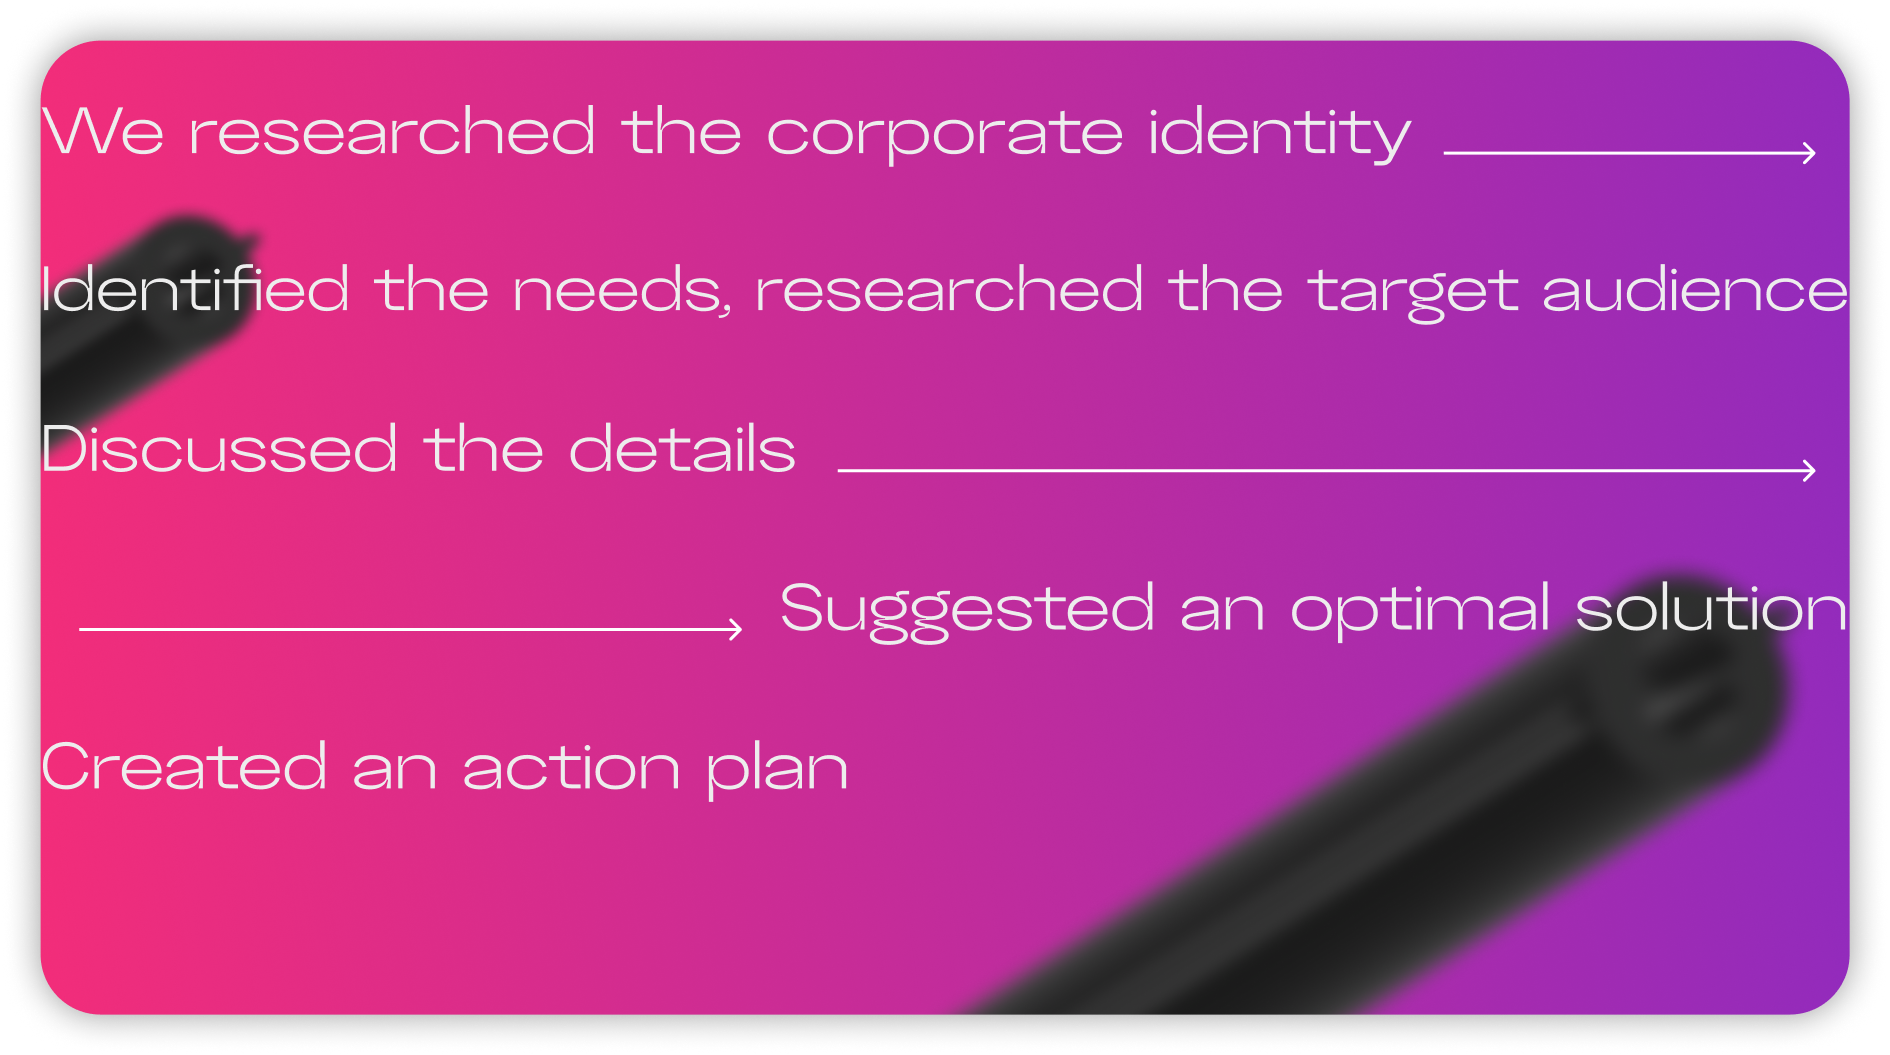 We researched the corporate identity
Identified the needs, researched the target audience
Discussed the details
Suggested an optimal solution
Created an action plan